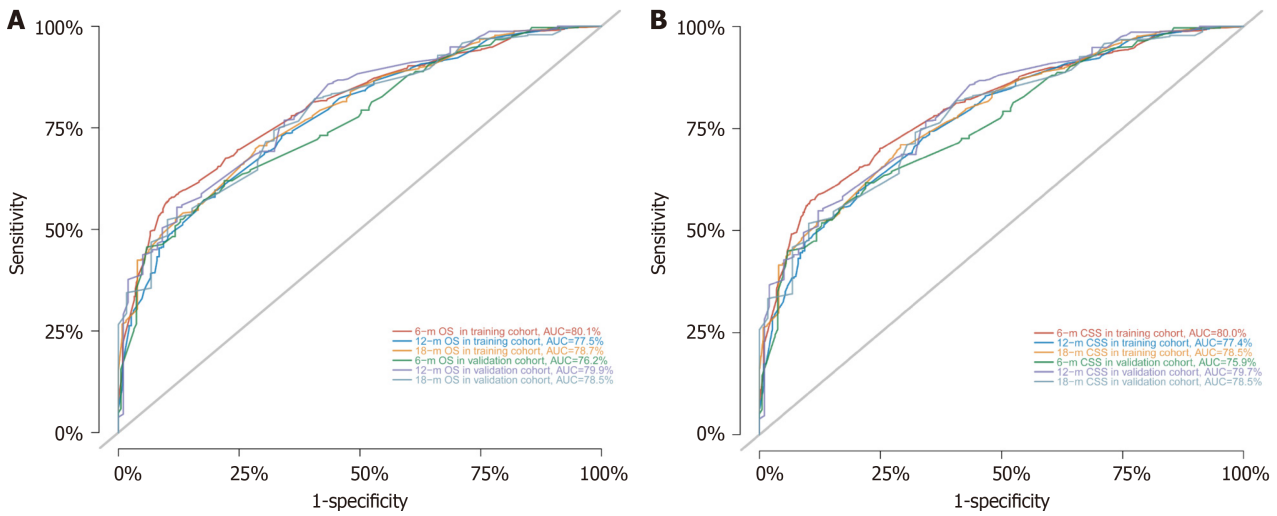 A
100%
75%
50%
25%
0%
Sensitivity
6-m OS in training cohort, AUC=80.1%
12-m OS in training cohort, AUC=77.5%
18-m OS in training cohort, AUC=78.7%
6-m OS in validation cohort, AUC=76.2%
12-m OS in validation cohort, AUC=79.9%
18-m OS in validation cohort, AUC=78.5%
0% 25% 50% 75% 100%
1-specificity
B
100%
75%
50%
25%
0%
Sensitivity
6-m CSS in training cohort, AUC=80.0%
12-m CSS in training cohort, AUC=77.4%
18-m CSS in training cohort, AUC=78.5%
6-m CSS in validation cohort, AUC=75.9%
12-m CSS in validation cohort, AUC=79.7%
18-m CSS in validation cohort, AUC=78.5%
0% 25% 50% 75% 100%
1-specificity